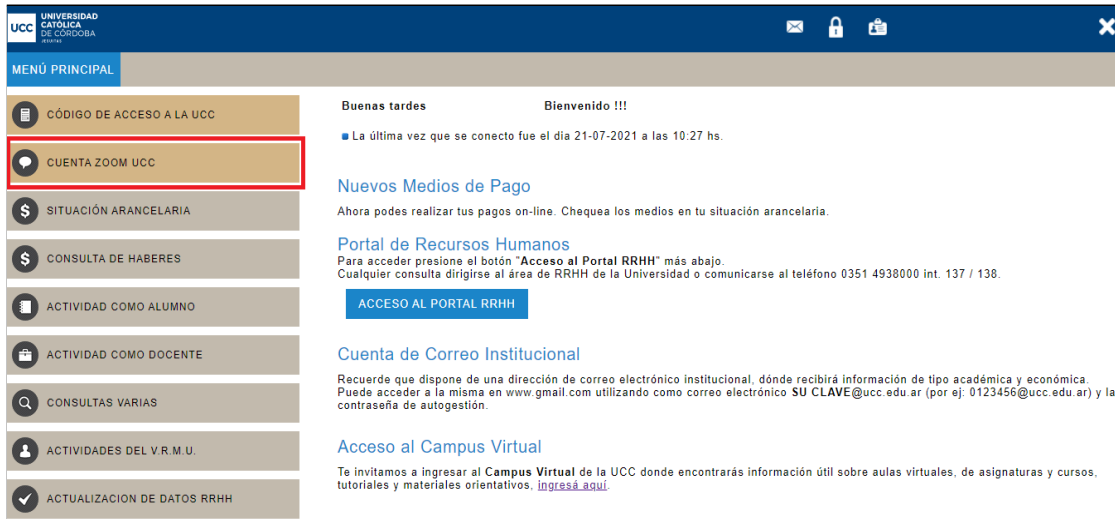 UCC
UNIVERSIDAD
CATÓLICA
DE CÓRDOBA
JESUITAS
MENÚ PRINCIPAL
CÓDIGO DE ACCESO A LA UCC
CUENTA ZOOM UCC
SITUACIÓN ARANCELARIA
CONSULTA DE HABERES
ACTIVIDAD COMO ALUMNO
ACTIVIDAD COMO DOCENTE
CONSULTAS VARIAS
ACTIVIDADES DEL V.R.M.U.
ACTUALIZACION DE DATOS RRHH
Buenas tardes Bienvenido !!!
La última vez que se conecto fue el dia 21-07-2021 a las 10:27 hs.
Nuevos Medios de Pago
Ahora podes realizar tus pagos on-line. Chequea los medios en tu situación arancelaria.
Portal de Recursos Humanos
Para acceder presione el botón "Acceso al Portal RRHH" más abajo.
Cualquier consulta dirigirse al área de RRHH de la Universidad o comunicarse al teléfono 0351 4938000 int. 137 / 138.
ACCESO AL PORTAL RRHH
Cuenta de Correo Institucional
Recuerde que dispone de una dirección de correo electrónico institucional, dónde recibirá información de tipo académica y económica.
Puede acceder a la misma en www.gmail.com utilizando como correo electrónico SU CLAVE@ucc.edu.ar (por ej: 0123456@ucc.edu.ar) y la
contraseña de autogestión.
Acceso al Campus Virtual
Te invitamos a ingresar al Campus Virtual de la UCC donde encontrarás información útil sobre aulas virtuales, de asignaturas y cursos,
tutoriales y materiales orientativos, ingresá aquí.